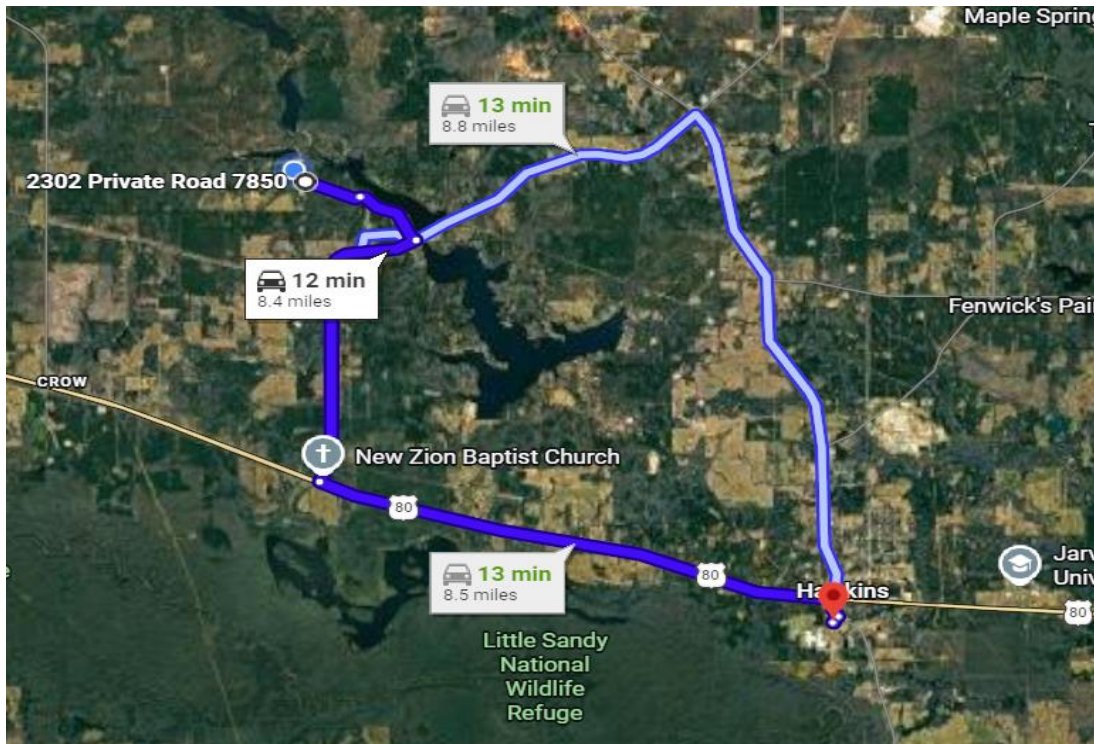 Maple Spring
13 min
8.8 miles
2302 Private Road 7850
12 min
8.4 miles
Fenwick's Pai
CROW
New Zion Baptist Church
80
13 min
8.5 miles
80
Jarv
Univ
Ha kins
80
Little Sandy
National
Wildlife
Refuge